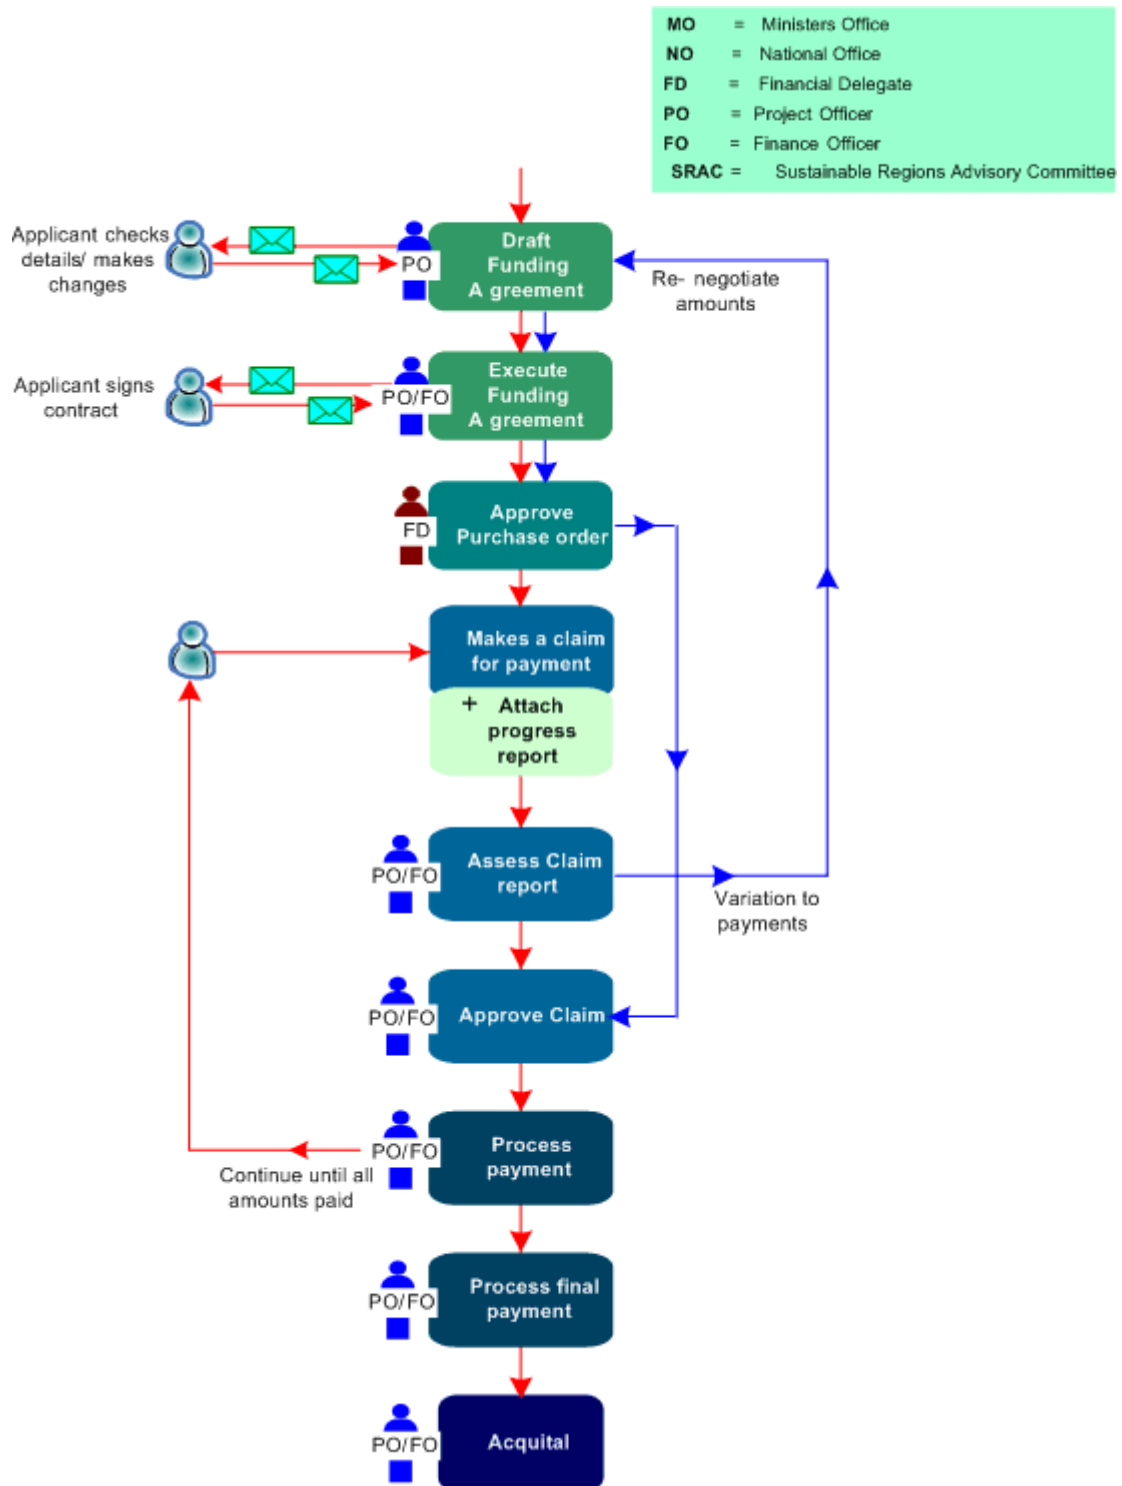 MO = Ministers Office
NO = National Office
FD = Financial Delegate
PO = Project Officer
FO = Finance Officer
SRAC = Sustainable Regions Advisory Committee
Applicant checks
details/ makes
changes
PO
Draft
Funding
A greement
Re- negotiate
amounts
Applicant signs
contract
PO/FO
Execute
Funding
A greement
FD
Approve
Purchase order
Makes a claim
for payment
+ Attach
progress
report
PO/FO
Assess Claim
report
Variation to
payments
PO/FO
Approve Claim
PO/FO
Process
payment
Continue until all
amounts paid
PO/FO
Process final
payment
PO/FO
Acquital